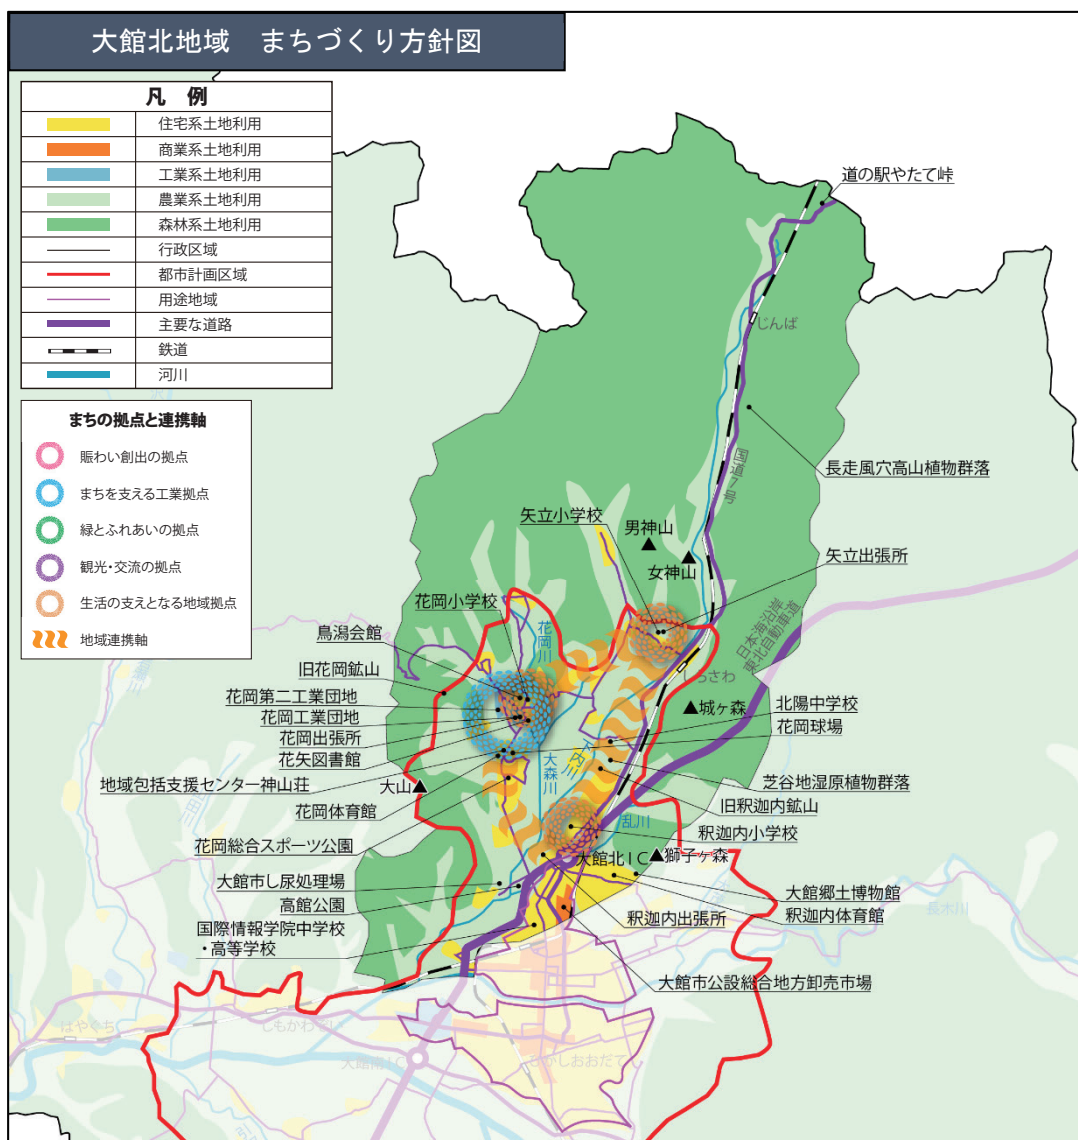 大館北地域　まちづくり方針図
凡　例
住宅系土地利用
商業系土地利用
工業系土地利用
農業系土地利用
森林系土地利用
行政区域
都市計画区域
用途地域
主要な道路
鉄道
河川
まちの拠点と連携軸
賑わい創出の拠点
まちを支える工業拠点
緑とふれあいの拠点
観光・交流の拠点
生活の支えとなる地域拠点
地域連携軸
道の駅やたて峠
じんば
国道7号
長走風穴高山植物群落
矢立小学校
男神山
女神山
矢立出張所
花岡小学校
鳥潟会館
花岡川
日本海沿岸
東北自動車道
旧花岡鉱山
花岡第二工業団地
花岡工業団地
花岡出張所
花矢図書館
地域包括支援センター神山荘
城ヶ森
北陽中学校
花岡球場
下内川
大森川
大山
芝谷地湿原植物群落
花岡体育館
旧釈迦内鉱山
乱川
花岡総合スポーツ公園
釈迦内小学校
大館北IC
獅子ヶ森
大館市し尿処理場
大館郷土博物館
高館公園
釈迦内出張所
釈迦内体育館
国際情報学院中学校
・高等学校
長木川
大館市公設総合地方卸売市場
はやぐち
大館南IC
ひがしおおだて